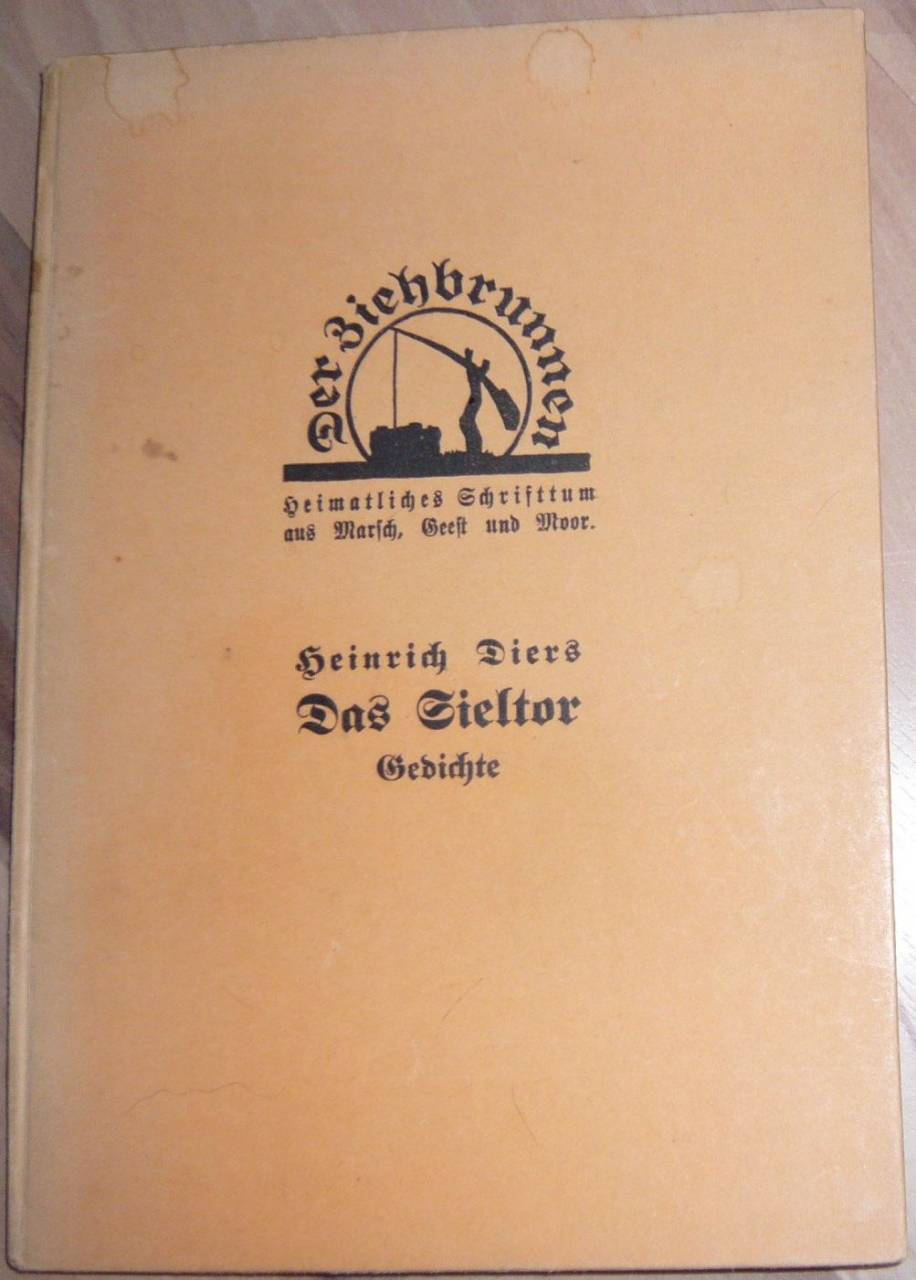 Der Ziehbrunnen
Heimatliches Schrifttum
aus Marsch, Geest und Moor.
Heinrich Diers
Das Sieltor
Gedichte